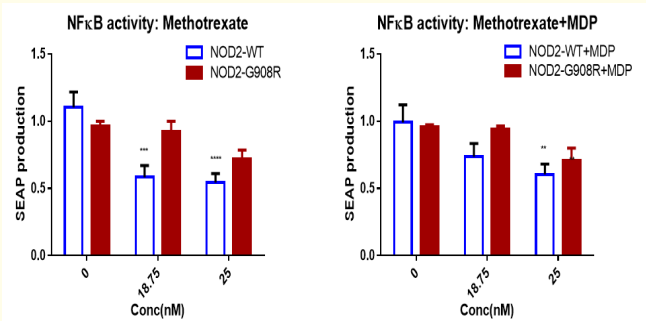 NFκB activity: Methotrexate
NOD2-WT
NOD2-G908R
SEAP production
1.5
1.0
0.5
0.0
***
****
0
18.75
25
Conc(nM)
NFκB activity: Methotrexate+MDP
NOD2-WT+MDP
NOD2-G908R+MDP
SEAP production
1.5
1.0
0.5
0.0
**
0
18.75
25
Conc(nM)